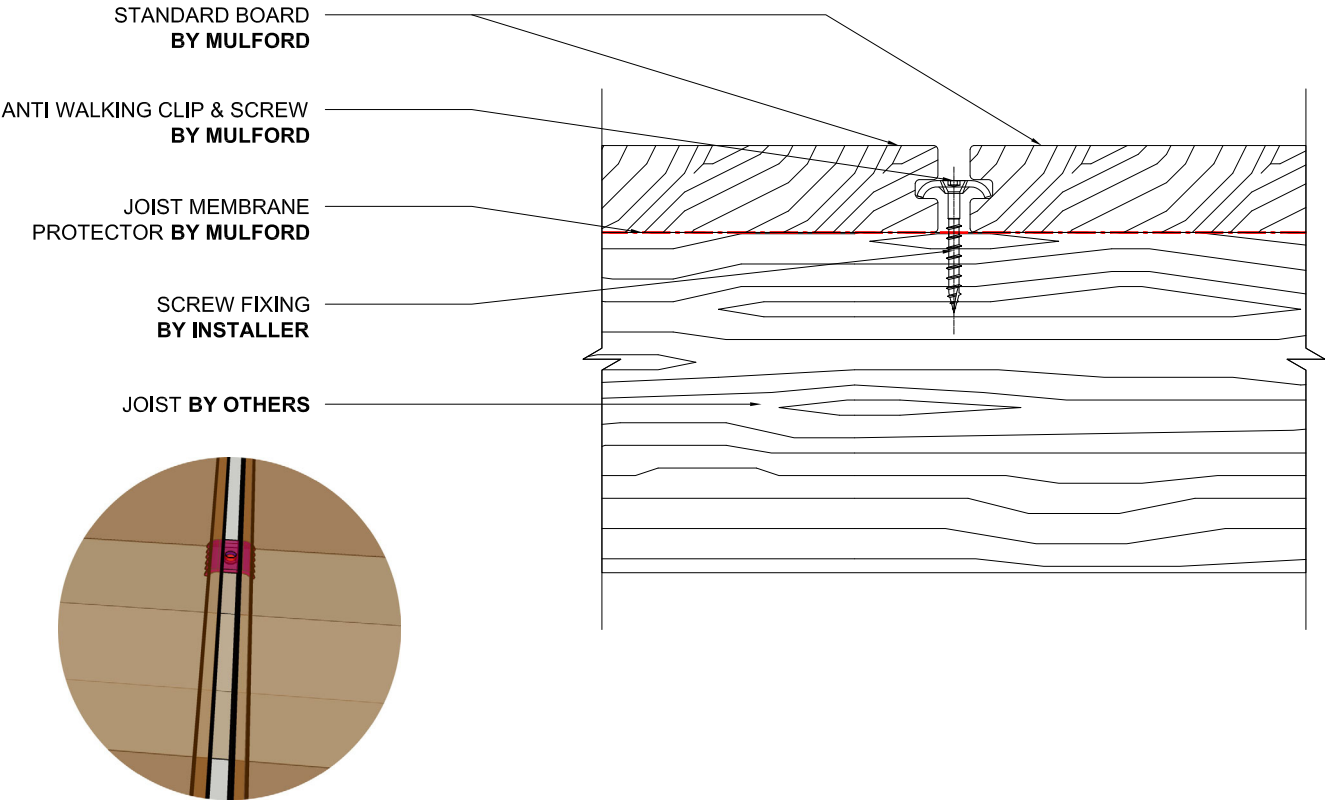 STANDARD BOARD
BY MULFORD
ANTI WALKING CLIP & SCREW
BY MULFORD
JOIST MEMBRANE
PROTECTOR BY MULFORD
SCREW FIXING
BY INSTALLER
JOIST BY OTHERS